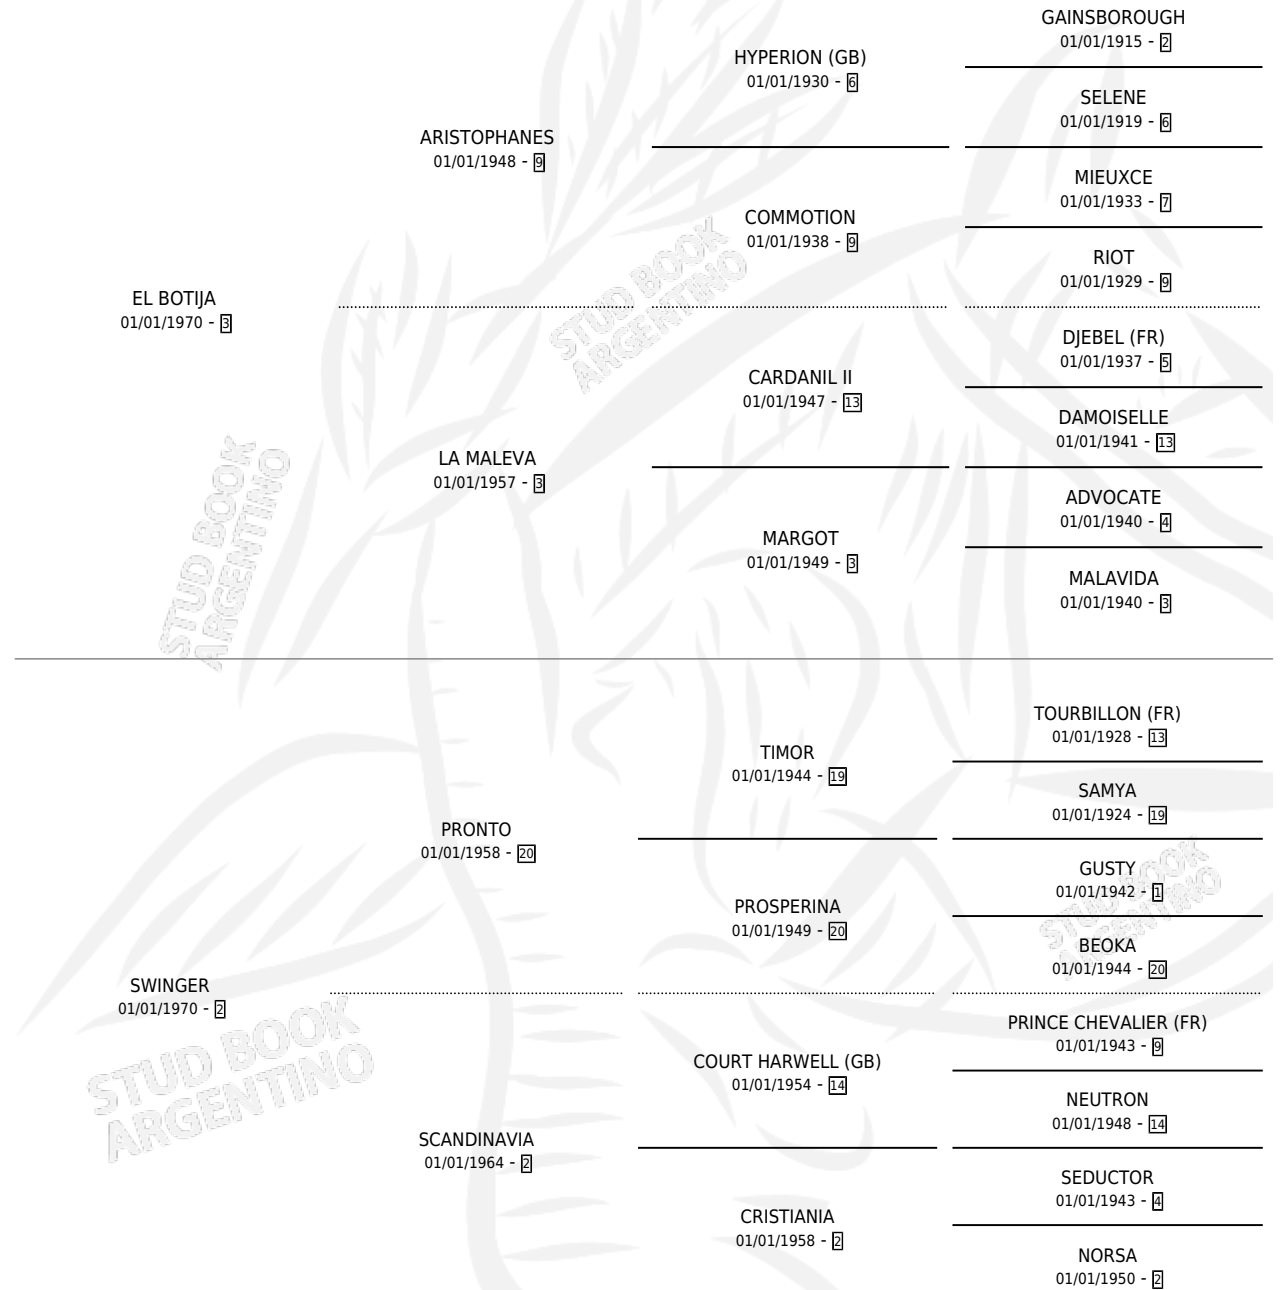 GAINSBOROUGH
01/01/1915 - 2
HYPERION (GB)
01/01/1930 - 6
SELENE
01/01/1919 - 6
ARISTOPHANES
01/01/1948 - 9
MIEUXCE
01/01/1933 - 7
COMMOTION
01/01/1938 - 9
RIOT
01/01/1929 - 9
EL BOTIJA
01/01/1970 - 3
DJEBEL (FR)
01/01/1937 - 5
CARDANIL II
01/01/1947 - 13
DAMOISELLE
01/01/1941 - 13
LA MALEVA
01/01/1957 - 3
ADVOCATE
01/01/1940 - 4
MARGOT
01/01/1949 - 3
MALAVIDA
01/01/1940 - 3
STUD BOOK
ARGENTINO
STUD BOOK
ARGENTINO
TOURBILLON (FR)
01/01/1928 - 13
TIMOR
01/01/1944 - 19
SAMYA
01/01/1924 - 19
PRONTO
01/01/1958 - 20
GUSTY
01/01/1942 - 1
PROSPERINA
01/01/1949 - 20
BEOKA
01/01/1944 - 20
SWINGER
01/01/1970 - 2
PRINCE CHEVALIER (FR)
01/01/1943 - 9
COURT HARWELL (GB)
01/01/1954 - 14
NEUTRON
01/01/1948 - 14
SCANDINAVIA
01/01/1964 - 2
SEDUCTOR
01/01/1943 - 4
CRISTIANIA
01/01/1958 - 2
NORSA
01/01/1950 - 2
STUD BOOK
ARGENTINO
STUD BOOK
ARGENTINO